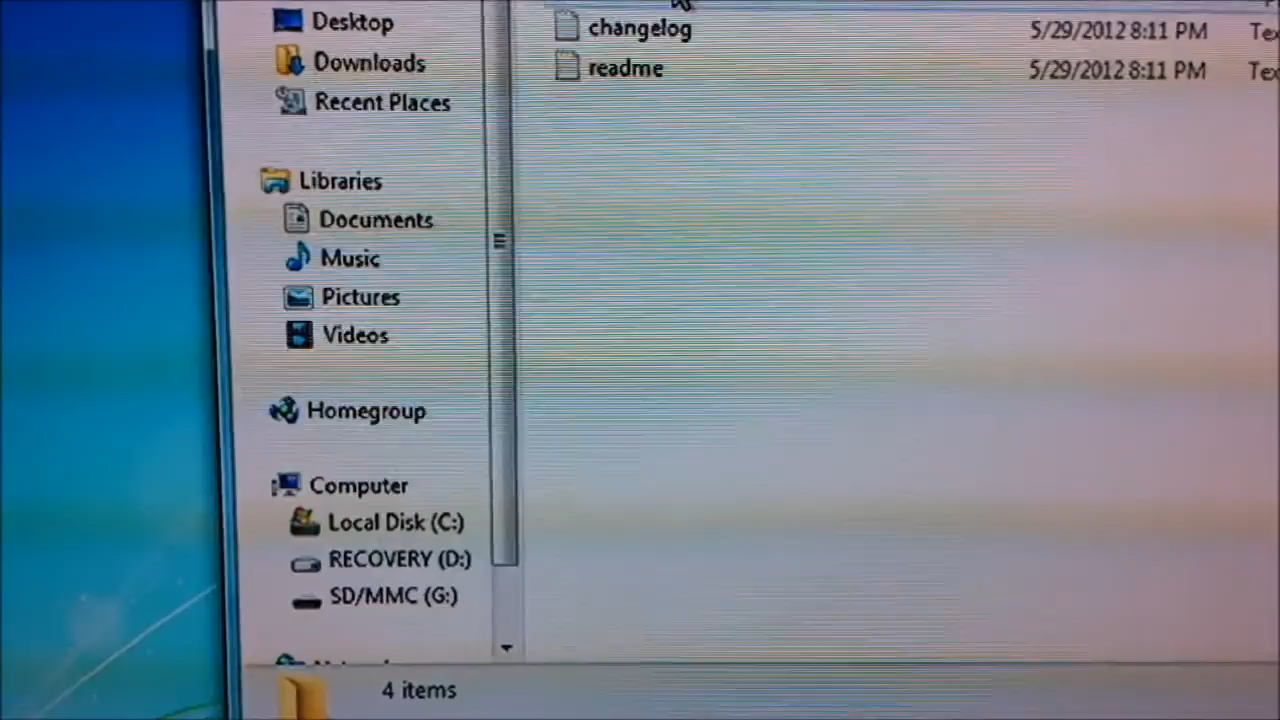 Desktop
changelog 5/29/2012 8:11 PM
Downloads
readme 5/29/2012 8:11 PM
Recent Places
Libraries
Documents
Music
Pictures
Videos
Homegroup
Computer
Local Disk (C:)
RECOVERY (D:)
SD/MMC (G:)
4 items